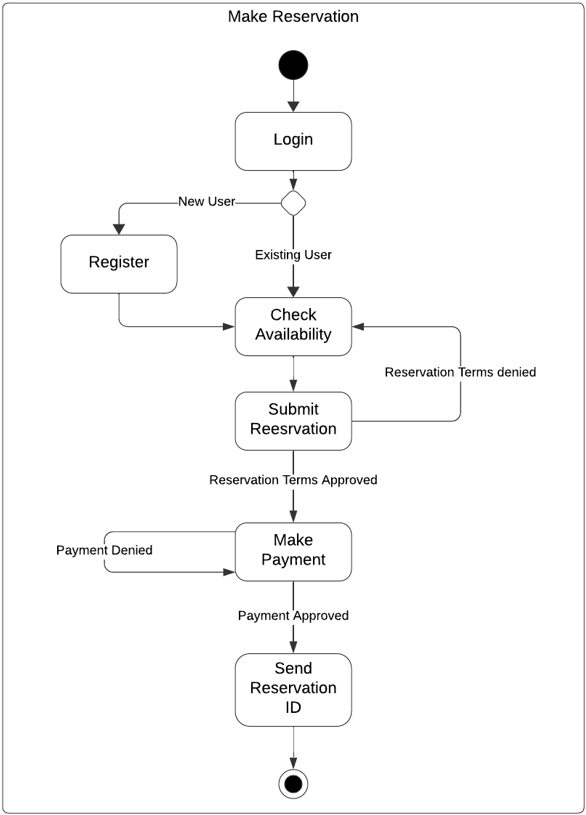 Make Reservation
Login
New User
Register
Existing User
Check
Availability
Reservation Terms denied
Submit
Reesrvation
Reservation Terms Approved
Make
Payment
Payment Denied
Payment Approved
Send
Reservation
ID